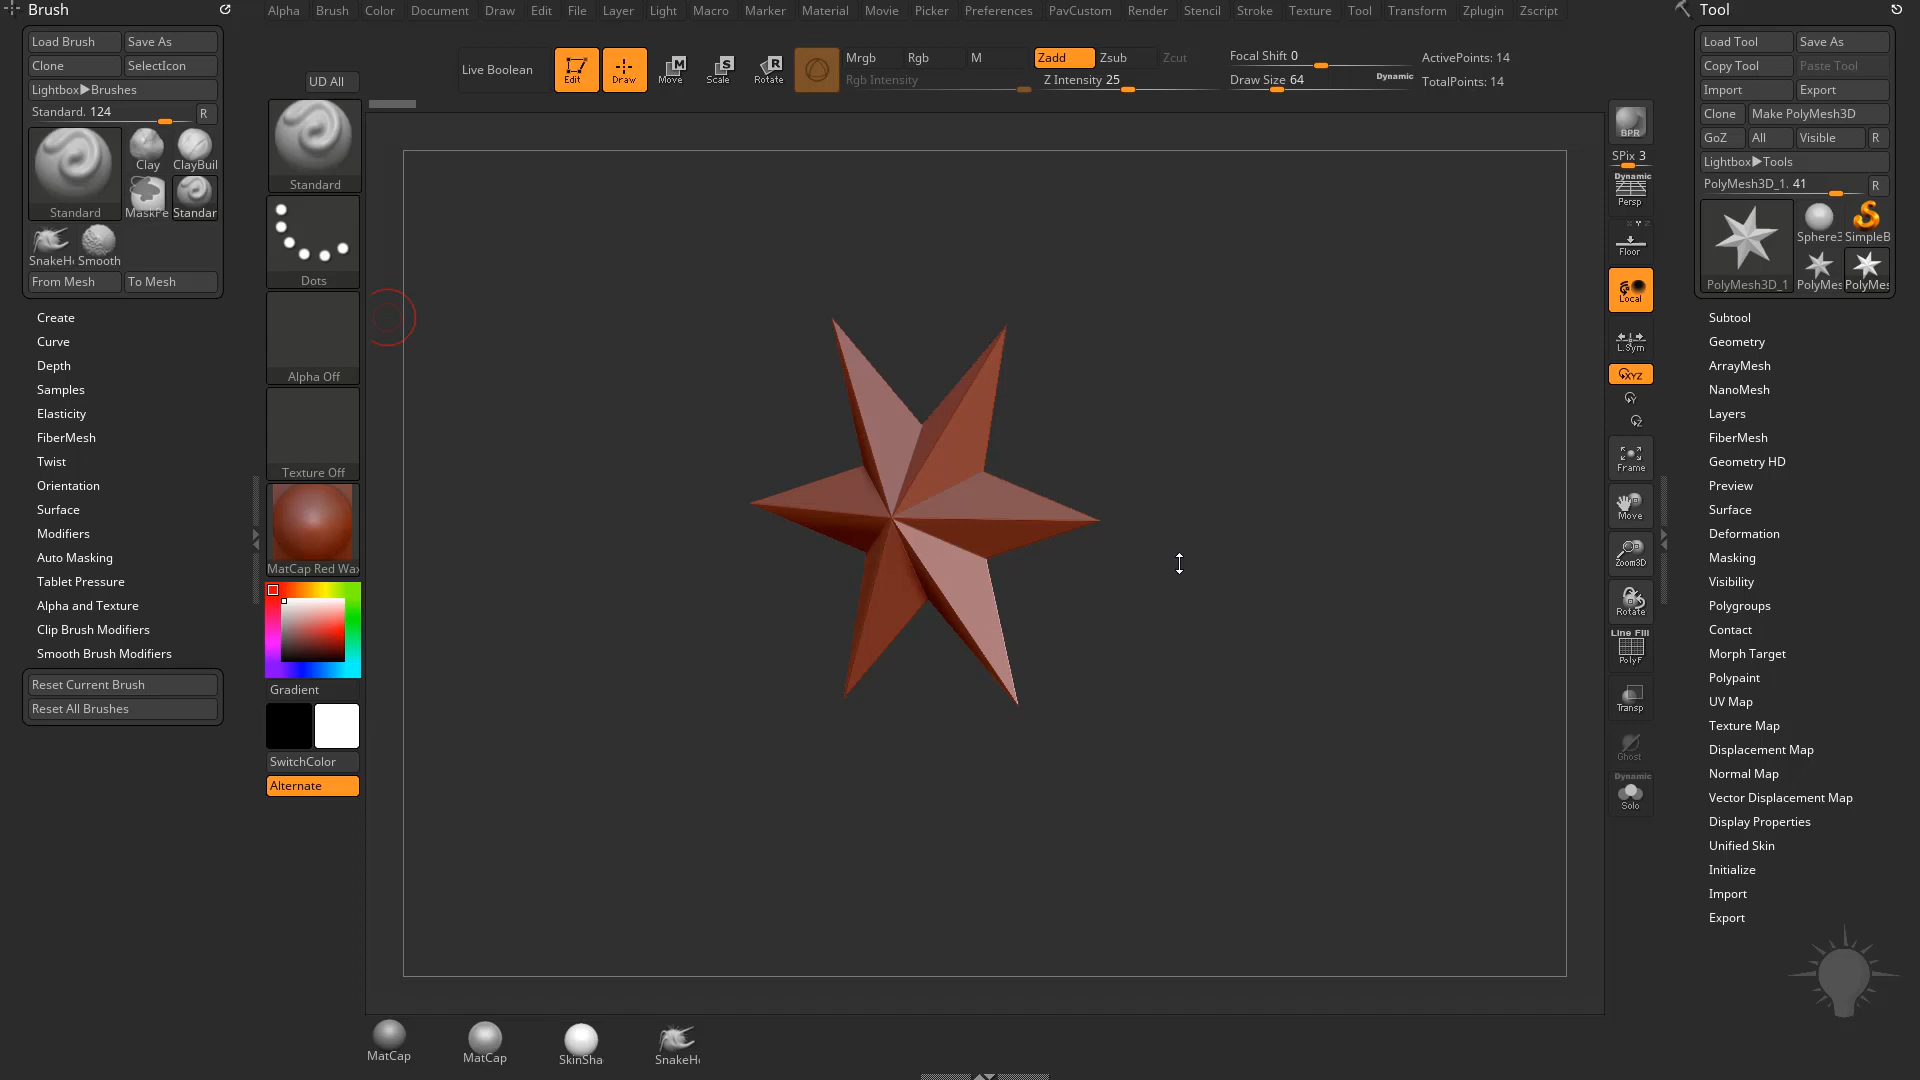 Brush
Alpha Brush Color Document Draw Edit File Layer Light Macro Marker Material Movie Picker Preferences PavCustom Render Stencil Stroke Texture Tool Transform Zplugin Zscript
Tool
Load Brush Save As
Clone SelectIcon
Lightbox▶Brushes
Standard. 124 R
Standard
Clay
ClayBuil
MaskPe
Standar
SnakeH
Smooth
From Mesh To Mesh
Create
Curve
Depth
Samples
Elasticity
FiberMesh
Twist
Orientation
Surface
Modifiers
Auto Masking
Tablet Pressure
Alpha and Texture
Clip Brush Modifiers
Smooth Brush Modifiers
Reset Current Brush
Reset All Brushes
UD All
Standard
Dots
Alpha Off
Texture Off
MatCap Red Wax
Gradient
SwitchColor
Alternate
Live Boolean
Edit
Draw
M
Move
S
Scale
R
Rotate
Mrgb Rgb M
Rgb Intensity
Zadd Zsub Zcut
Z Intensity 25
Focal Shift 0
Draw Size 64
Dynamic
ActivePoints: 14
TotalPoints: 14
BPR
SPix 3
Dynamic
Persp
X Y Z
Floor
Local
L.Sym
XYZ
Y
Z
Frame
Move
Zoom3D
Rotate
Line Fill
PolyF
Transp
Ghost
Dynamic
Solo
Load Tool Save As
Copy Tool Paste Tool
Import Export
Clone Make PolyMesh3D
GoZ All Visible R
Lightbox▶Tools
PolyMesh3D_1. 41 R
PolyMesh3D_1
Sphere3
SimpleB
PolyMes
PolyMes
Subtool
Geometry
ArrayMesh
NanoMesh
Layers
FiberMesh
Geometry HD
Preview
Surface
Deformation
Masking
Visibility
Polygroups
Contact
Morph Target
Polypaint
UV Map
Texture Map
Displacement Map
Normal Map
Vector Displacement Map
Display Properties
Unified Skin
Initialize
Import
Export
MatCap
MatCap
SkinSha
SnakeH